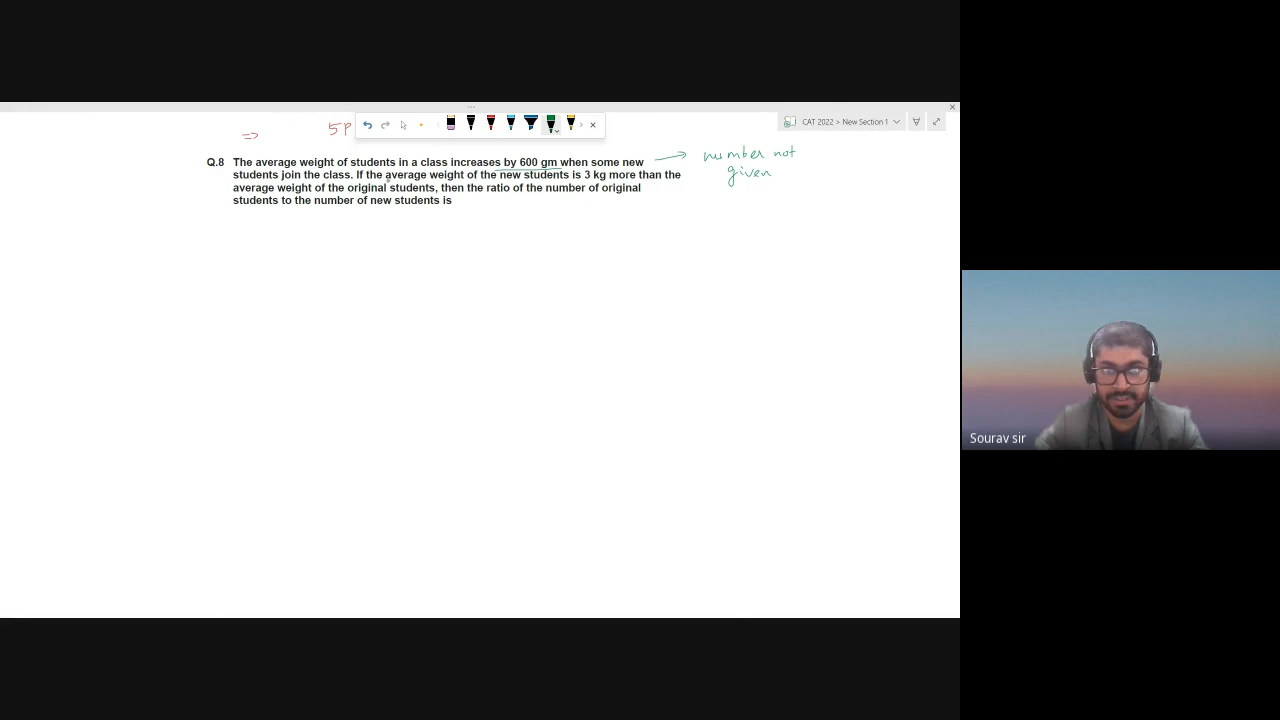 ⇒ 5P
CAT 2022 > New Section 1
Q.8 The average weight of students in a class increases by 600 gm when some new
students join the class. If the average weight of the new students is 3 kg more than the
average weight of the original students, then the ratio of the number of original
students to the number of new students is
→ number not
given
Sourav sir